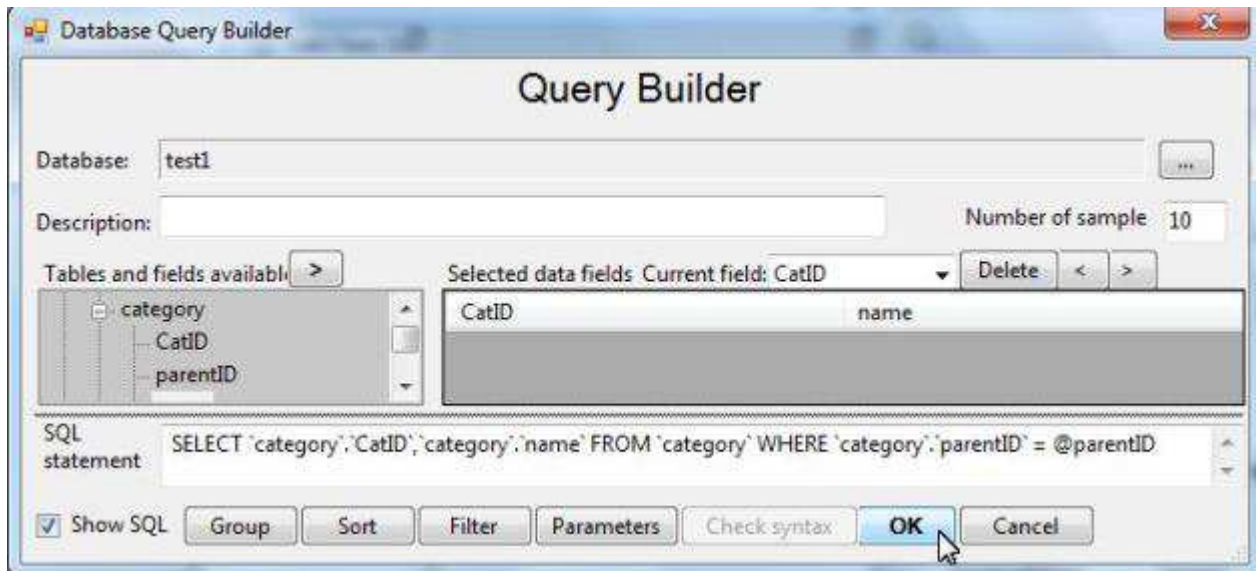 Database Query Builder
Query Builder
Database: test1 ...
Description: Number of sample 10
Tables and fields availabl > Selected data fields Current field: CatID Delete < >
category CatID name
CatID
parentID
SQL statement SELECT `category`.`CatID`,`category`.`name` FROM `category` WHERE `category`.`parentID` = @parentID
Show SQL Group Sort Filter Parameters Check syntax OK Cancel